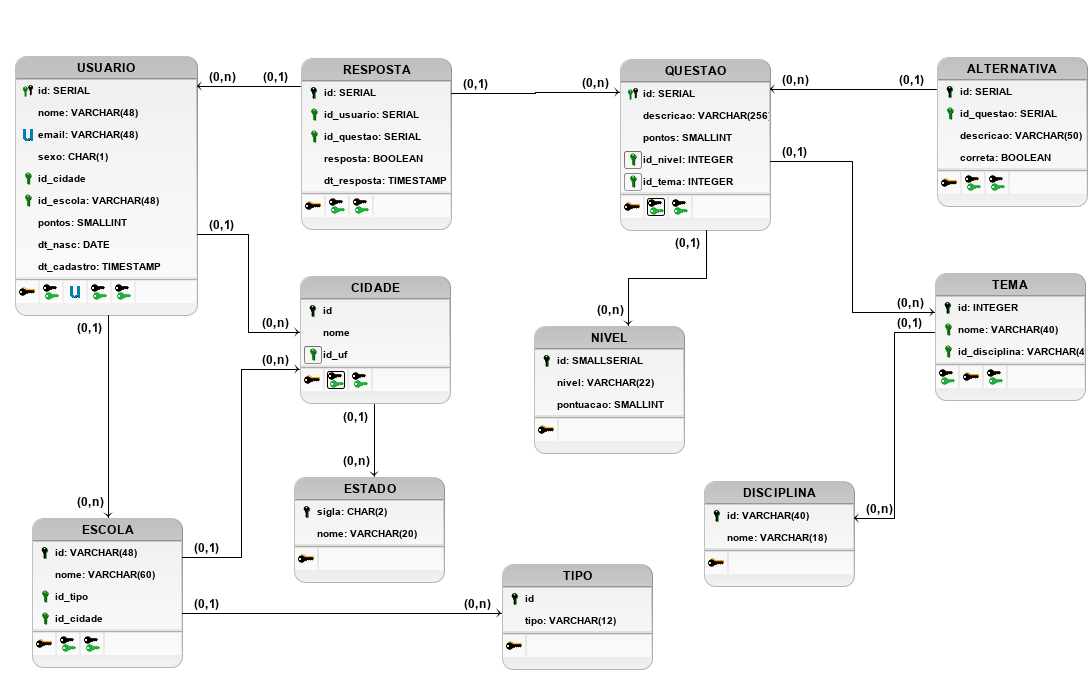 USUARIO
id: SERIAL
nome: VARCHAR(48)
email: VARCHAR(48)
sexo: CHAR(1)
id_cidade
id_escola: VARCHAR(48)
pontos: SMALLINT
dt_nasc: DATE
dt_cadastro: TIMESTAMP
(0,n)
(0,1)
RESPOSTA
id: SERIAL
id_usuario: SERIAL
id_questao: SERIAL
resposta: BOOLEAN
dt_resposta: TIMESTAMP
(0,1)
(0,n)
QUESTAO
id: SERIAL
descricao: VARCHAR(256
pontos: SMALLINT
id_nivel: INTEGER
id_tema: INTEGER
(0,n)
(0,1)
ALTERNATIVA
id: SERIAL
id_questao: SERIAL
descricao: VARCHAR(50)
correta: BOOLEAN
(0,1)
(0,1)
(0,n)
(0,1)
(0,n)
CIDADE
id
nome
id_uf
(0,n)
(0,1)
(0,n)
(0,n)
(0,1)
TEMA
id: INTEGER
nome: VARCHAR(40)
id_disciplina: VARCHAR(4
NIVEL
id: SMALLSERIAL
nivel: VARCHAR(22)
pontuacao: SMALLINT
(0,1)
(0,n)
ESTADO
sigla: CHAR(2)
nome: VARCHAR(20)
DISCIPLINA
id: VARCHAR(40)
nome: VARCHAR(18)
(0,n)
(0,n)
ESCOLA
id: VARCHAR(48)
nome: VARCHAR(60)
id_tipo
id_cidade
(0,1)
(0,1)
(0,n)
TIPO
id
tipo: VARCHAR(12)